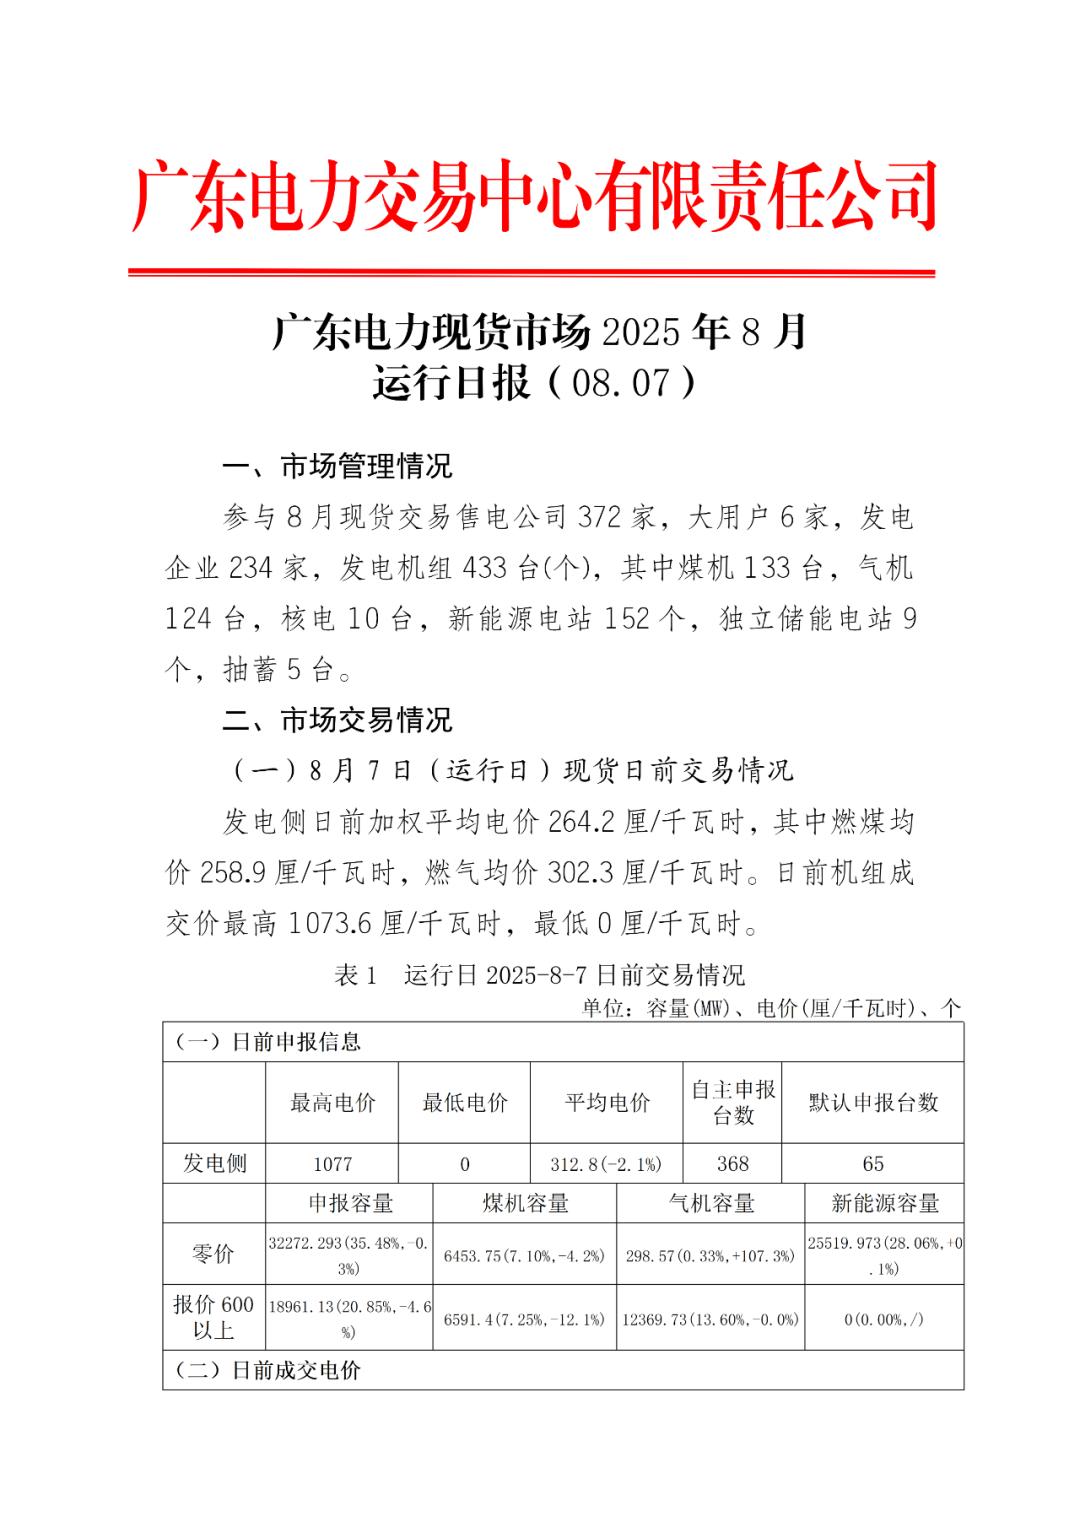 广东电力交易中心有限责任公司
广东电力现货市场 2025 年 8 月
运行日报（08.07）
一、市场管理情况
参与 8 月现货交易售电公司 372 家，大用户 6 家，发电
企业 234 家，发电机组 433 台(个)，其中煤机 133 台，气机
124 台，核电 10 台，新能源电站 152 个，独立储能电站 9
个，抽蓄 5 台。
二、市场交易情况
（一）8 月 7 日（运行日）现货日前交易情况
发电侧日前加权平均电价 264.2 厘/千瓦时，其中燃煤均
价 258.9 厘/千瓦时，燃气均价 302.3 厘/千瓦时。日前机组成
交价最高 1073.6 厘/千瓦时，最低 0 厘/千瓦时。
表 1 运行日 2025-8-7 日前交易情况
单位：容量(MW)、电价(厘/千瓦时)、个
（一）日前申报信息
最高电价 最低电价 平均电价 自主申报 默认申报台数
台数
发电侧 1077 0 312.8(-2.1%) 368 65
申报容量 煤机容量 气机容量 新能源容量
零价 32272.293(35.48%,-0. 6453.75(7.10%,-4.2%) 298.57(0.33%,+107.3%) 25519.973(28.06%,+0
3%) .1%)
报价 600 18961.13(20.85%,-4.6 6591.4(7.25%,-12.1%) 12369.73(13.60%,-0.0%) 0(0.00%,/)
以上 %)
（二）日前成交电价